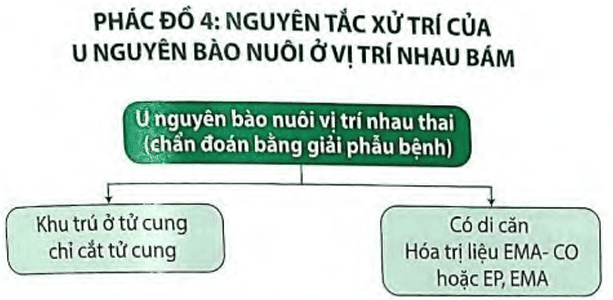 PHÁC ĐỒ 4: NGUYÊN TẮC XỬ TRÍ CỦA
U NGUYÊN BÀO NUÔI Ở VỊ TRÍ NHAU BÁM
U nguyên bào nuôi vị trí nhau thai
(chẩn đoán bằng giải phẫu bệnh)
Khu trú ở tử cung
chỉ cắt tử cung
Có di căn
Hóa trị liệu EMA- CO
hoặc EP, EMA